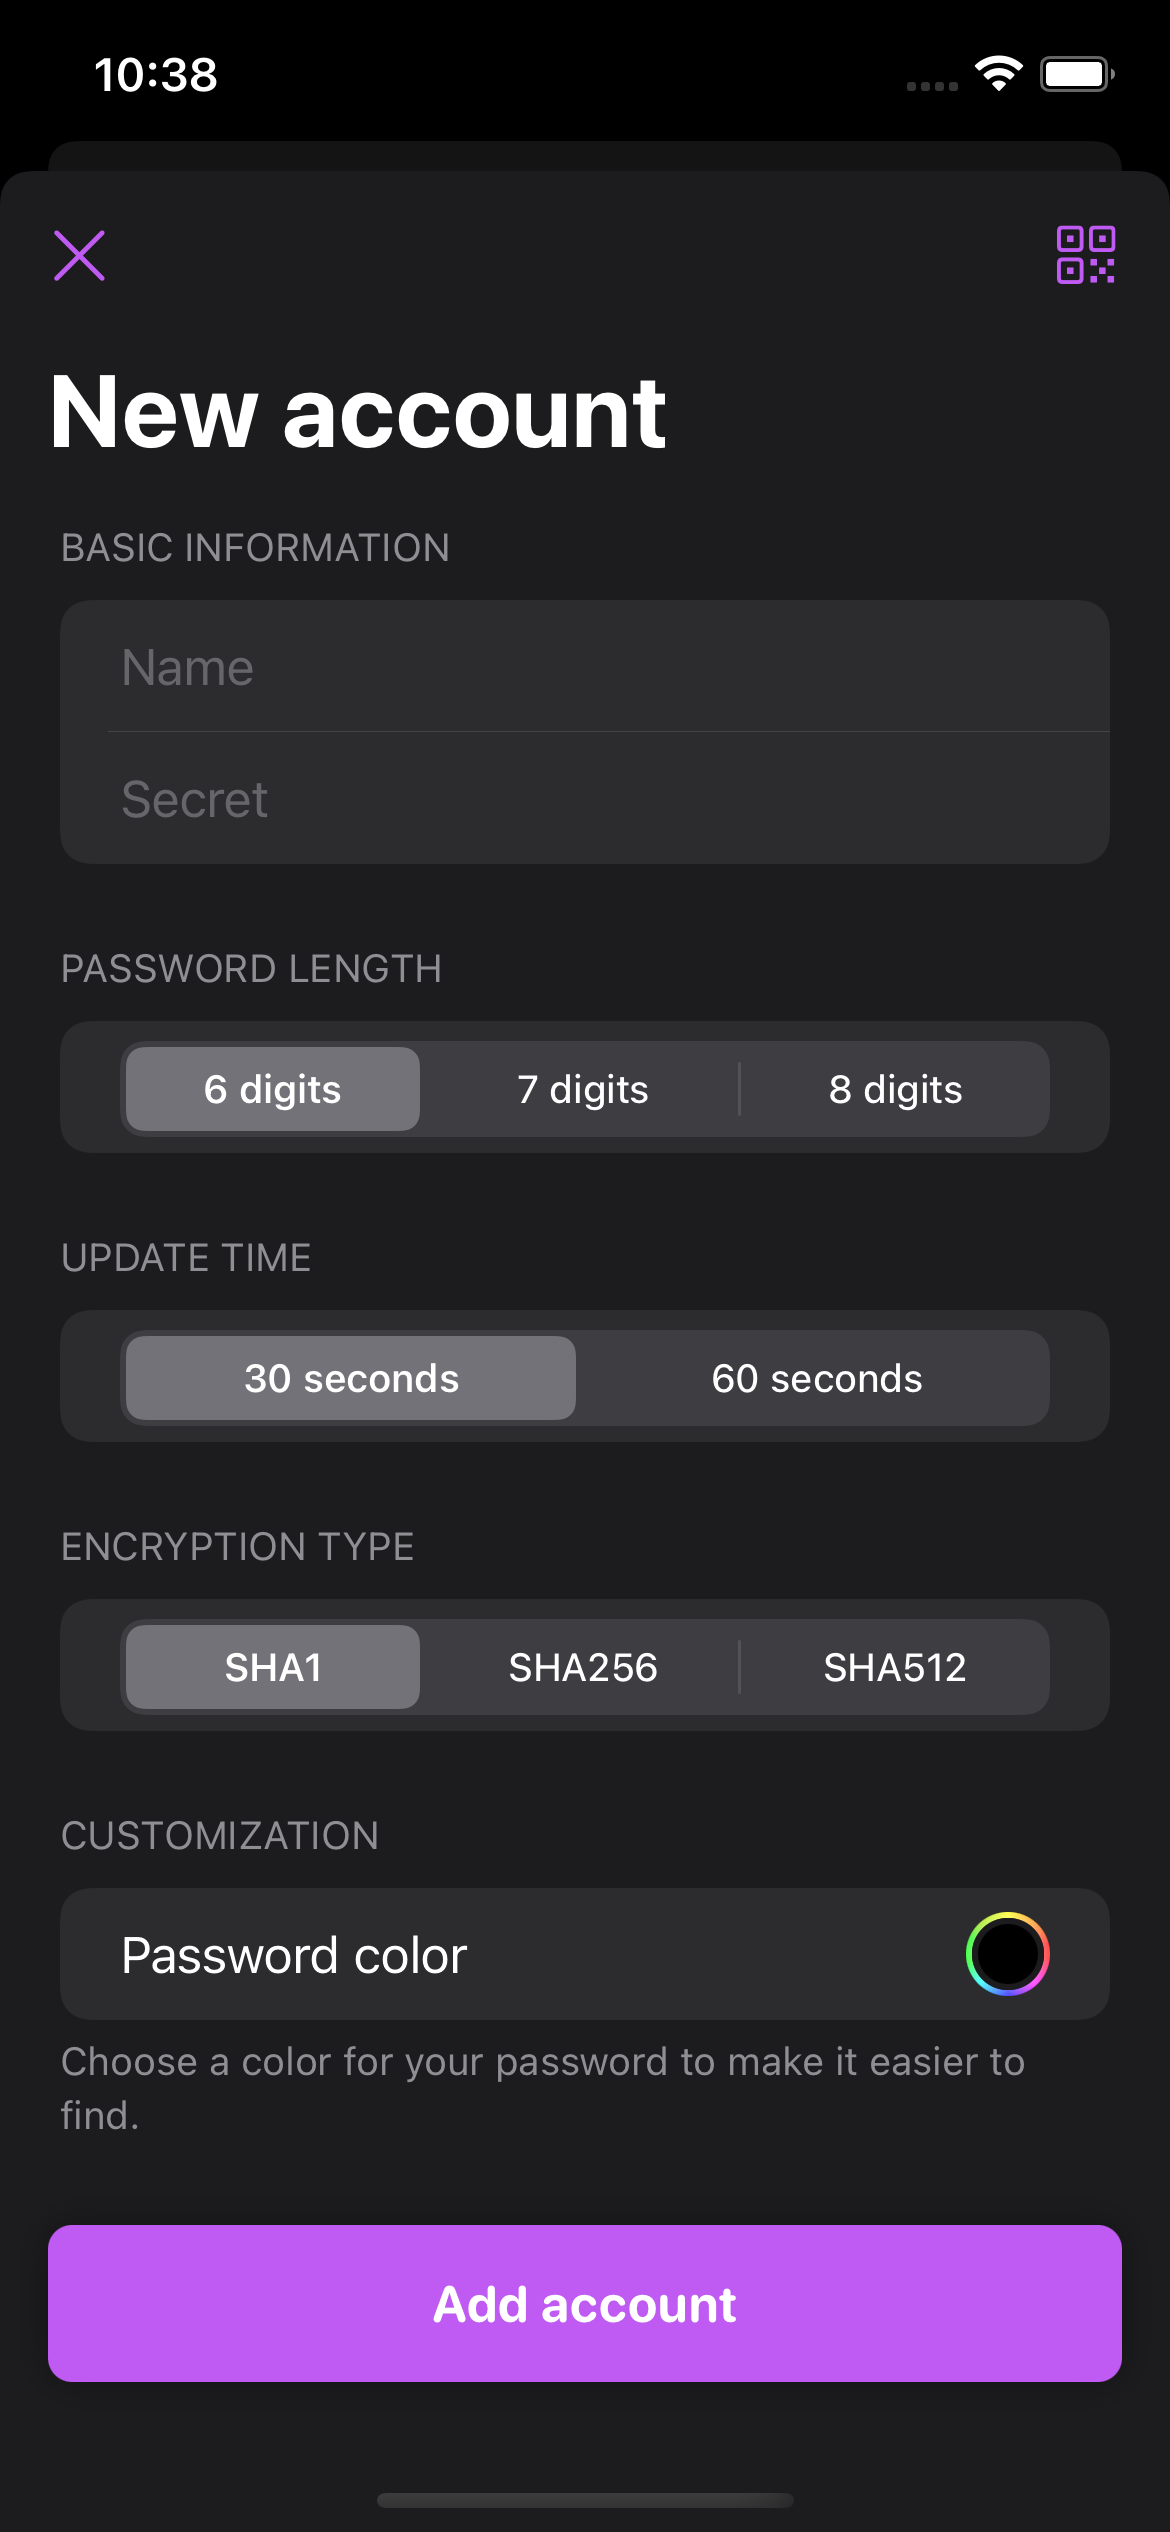 10:38
New account
BASIC INFORMATION
Name
Secret
PASSWORD LENGTH
6 digits 7 digits 8 digits
UPDATE TIME
30 seconds 60 seconds
ENCRYPTION TYPE
SHA1 SHA256 SHA512
CUSTOMIZATION
Password color
Choose a color for your password to make it easier to
find.
Add account